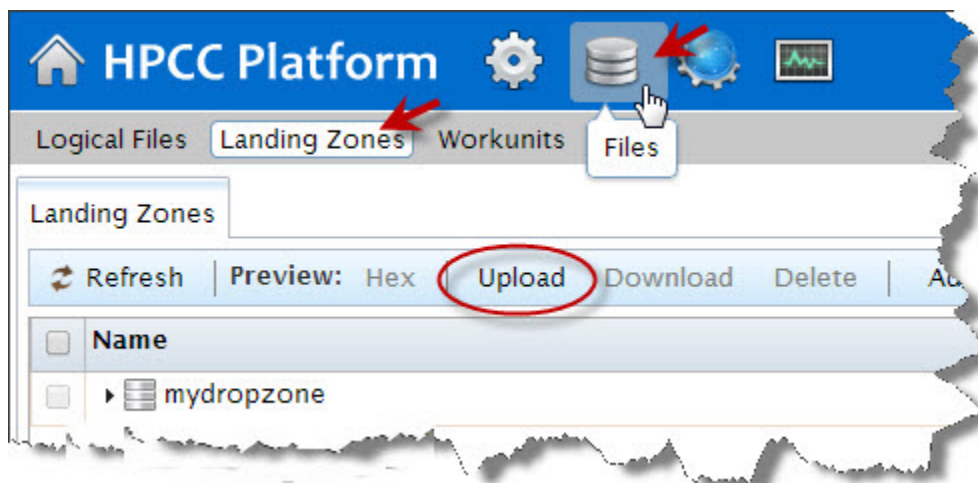 HPCC Platform
Logical Files Landing Zones Workunits Files
Landing Zones
Refresh Preview: Hex Upload Download Delete
Name
mydropzone